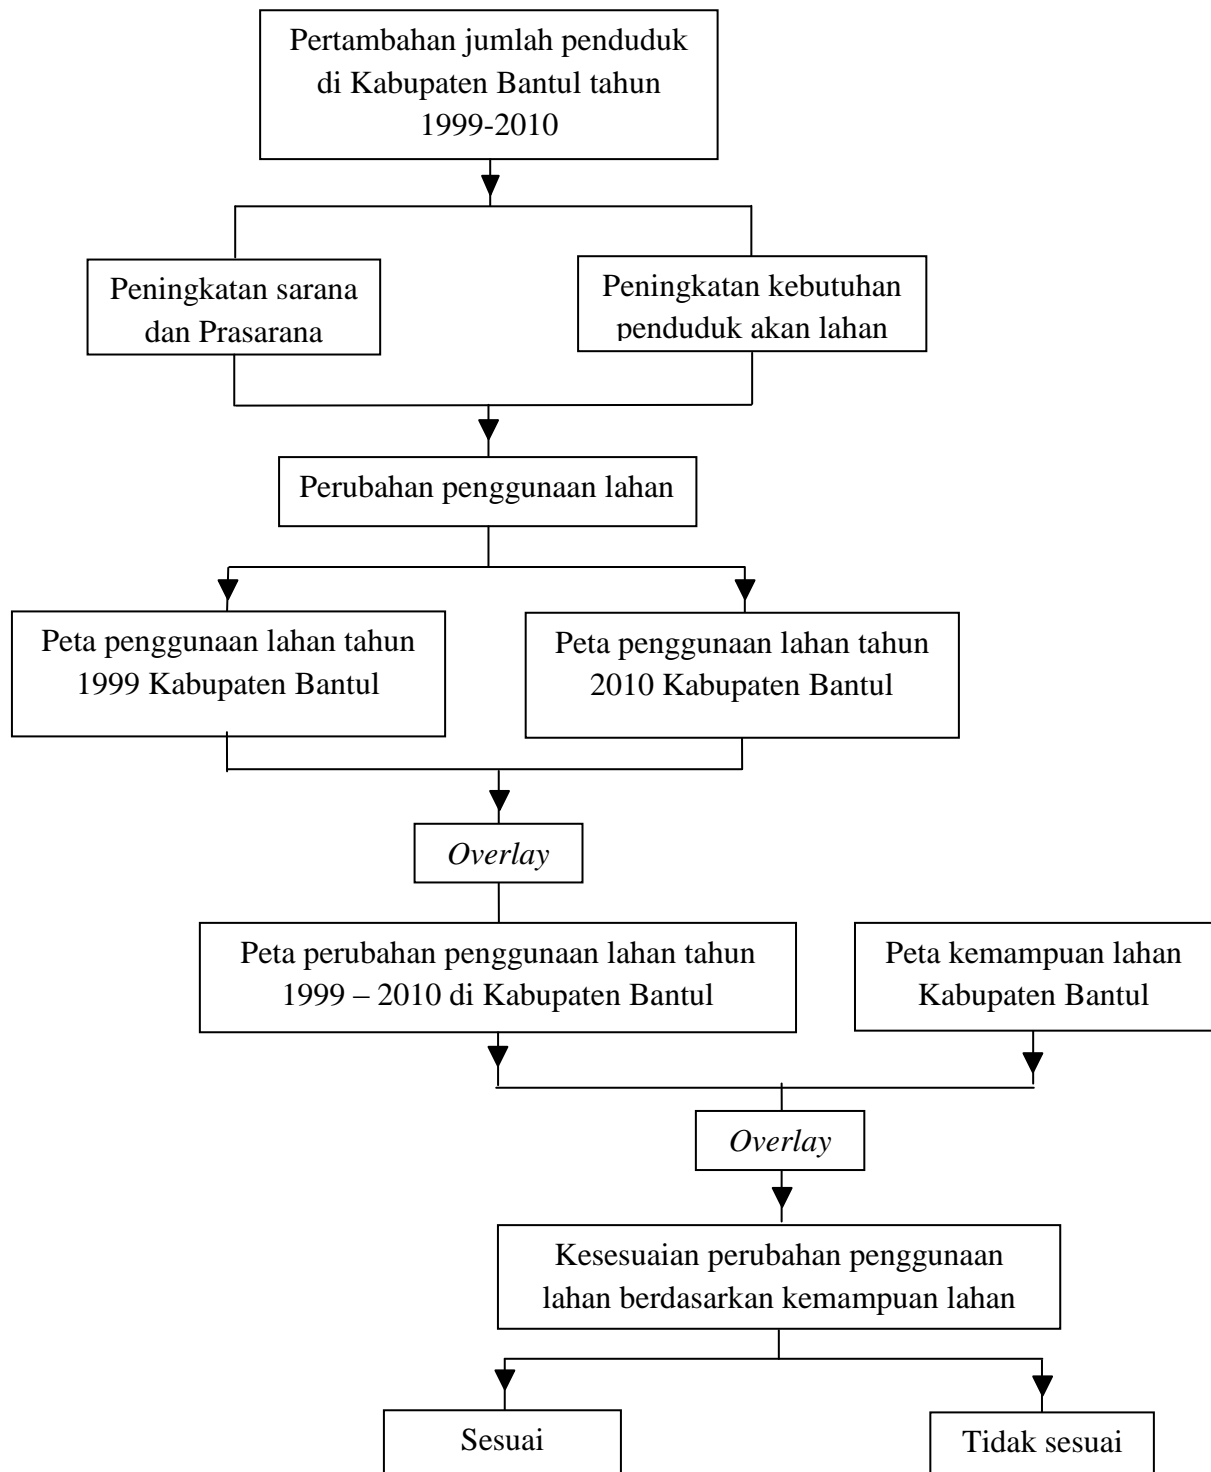 Pertambahan jumlah penduduk
di Kabupaten Bantul tahun
1999-2010
Peningkatan sarana
dan Prasarana
Peningkatan kebutuhan
penduduk akan lahan
Perubahan penggunaan lahan
Peta penggunaan lahan tahun
1999 Kabupaten Bantul
Peta penggunaan lahan tahun
2010 Kabupaten Bantul
Overlay
Peta perubahan penggunaan lahan tahun
1999 – 2010 di Kabupaten Bantul
Peta kemampuan lahan
Kabupaten Bantul
Overlay
Kesesuaian perubahan penggunaan
lahan berdasarkan kemampuan lahan
Sesuai
Tidak sesuai